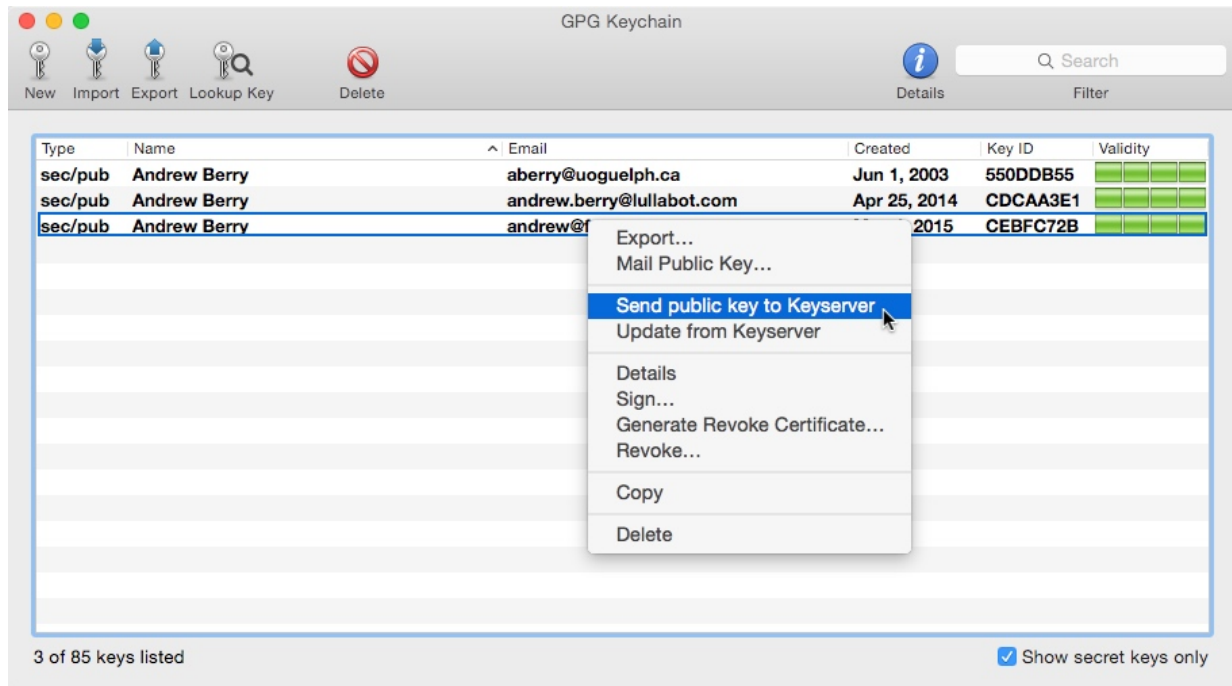 GPG Keychain
New Import Export Lookup Key Delete Details Search
Filter
Type Name Email Created Key ID Validity
sec/pub Andrew Berry aberry@uoguelph.ca Jun 1, 2003 550DDB55
sec/pub Andrew Berry andrew.berry@lullabot.com Apr 25, 2014 CDCAA3E1
sec/pub Andrew Berry andrew@f 2015 CEBFC72B
Export...
Mail Public Key...
Send public key to Keyserver
Update from Keyserver
Details
Sign...
Generate Revoke Certificate...
Revoke...
Copy
Delete
3 of 85 keys listed Show secret keys only